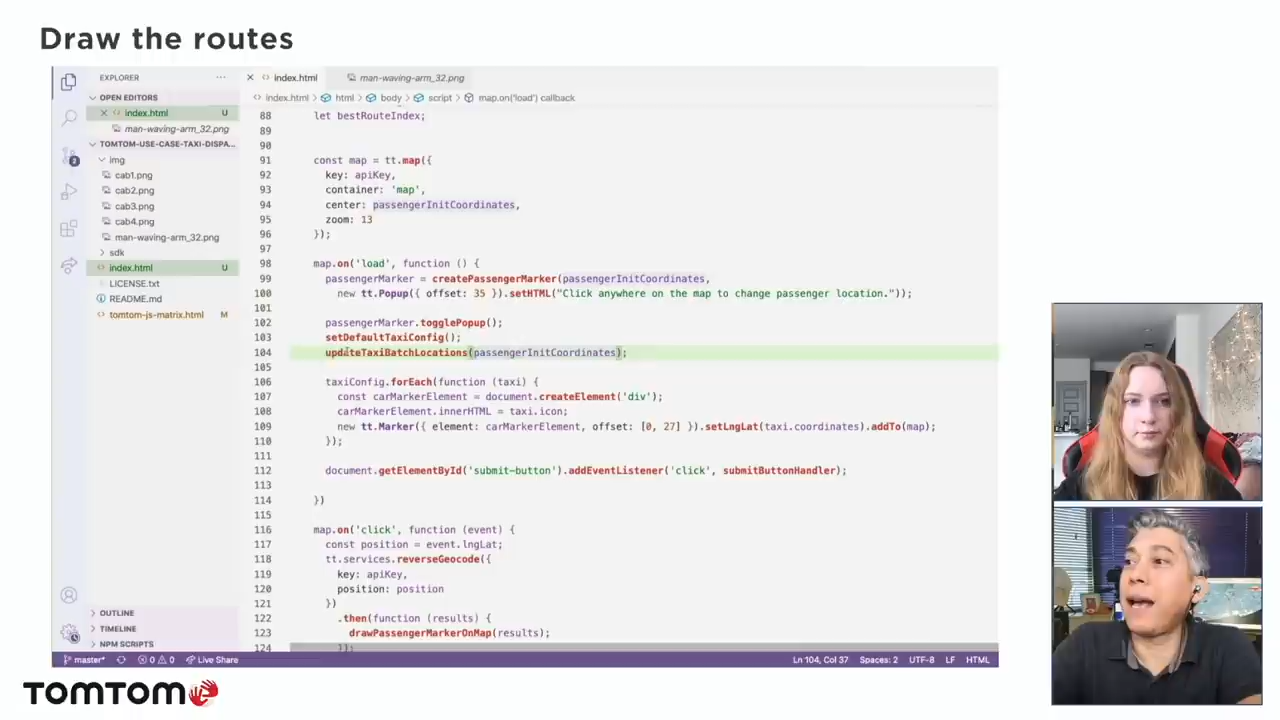 Draw the routes
EXPLORER
index.html
man-waving-arm_32.png
OPEN EDITORS
index.html > html > body > script > map.on('load') callback
index.html U
man-waving-arm_32.png
TOMTOM-USE-CASE-TAXI-DISPA...
img
cab1.png
cab2.png
cab3.png
cab4.png
man-waving-arm_32.png
sdk
index.html U
LICENSE.txt
README.md
tomtom-js-matrix.html M
OUTLINE
TIMELINE
NPM SCRIPTS
88 let bestRouteIndex;
89
90
91 const map = tt.map({
92 key: apiKey,
93 container: 'map',
94 center: passengerInitCoordinates,
95 zoom: 13
96 });
97
98 map.on('load', function () {
99 passengerMarker = createPassengerMarker(passengerInitCoordinates,
100 new tt.Popup({ offset: 35 }).setHTML("Click anywhere on the map to change passenger location."));
101
102 passengerMarker.togglePopup();
103 setDefaultTaxiConfig();
104 updateTaxiBatchLocations(passengerInitCoordinates);
105
106 taxiConfig.forEach(function (taxi) {
107 const carMarkerElement = document.createElement('div');
108 carMarkerElement.innerHTML = taxi.icon;
109 new tt.Marker({ element: carMarkerElement, offset: [0, 27] }).setLngLat(taxi.coordinates).addTo(map);
110 });
111
112 document.getElementById('submit-button').addEventListener('click', submitButtonHandler);
113
114 })
115
116 map.on('click', function (event) {
117 const position = event.lngLat;
118 tt.services.reverseGeocode({
119 key: apiKey,
120 position: position
121 })
122 .then(function (results) {
123 drawPassengerMarkerOnMap(results);
124 });
master* 0 0 Live Share Ln 104, Col 37 Spaces: 2 UTF-8 LF HTML
TOMTOM